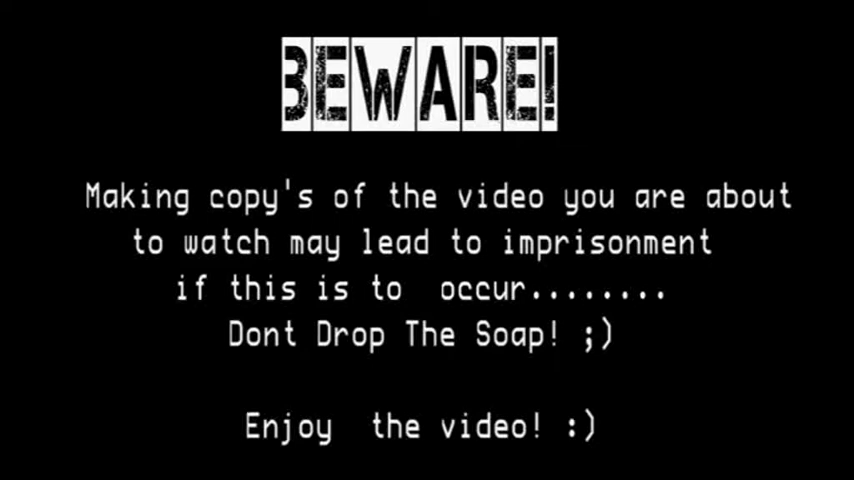 BEWARE!
Making copy's of the video you are about
to watch may lead to imprisonment
if this is to occur........
Dont Drop The Soap! ;)
Enjoy the video! :)